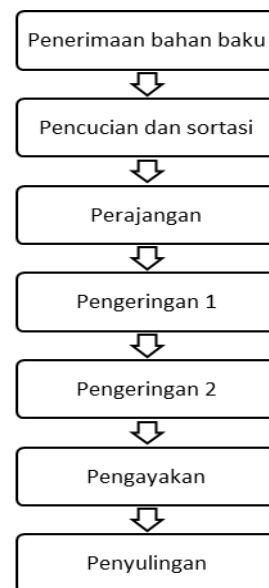 Penerimaan bahan baku
Pencucian dan sortasi
Perajangan
Pengeringan 1
Pengeringan 2
Pengayakan
Penyulingan